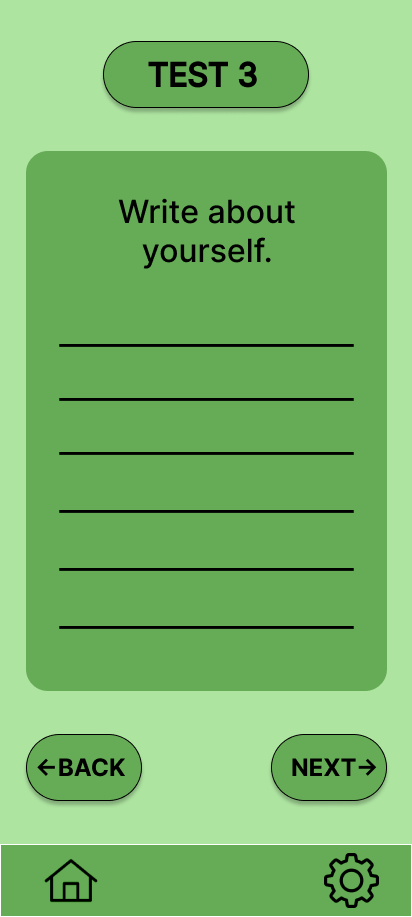 TEST 3
Write about
yourself.
←BACK
NEXT→